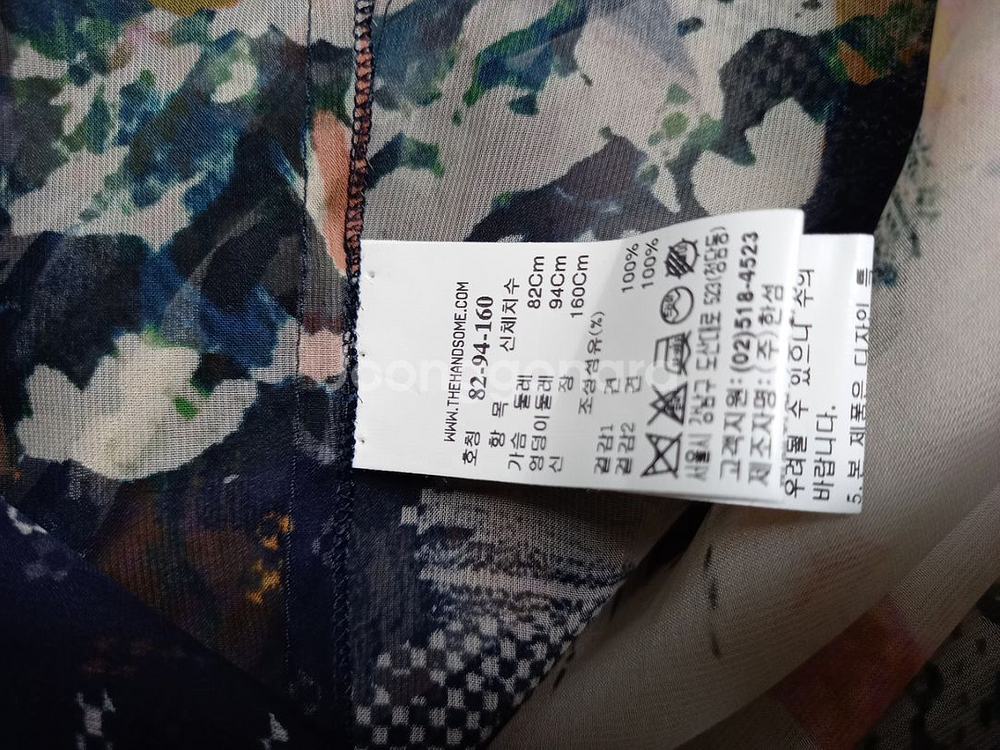 WWW.THEHANDSOME.COM
호칭 82-94-160
항 목 신체치수
가슴 둘레 82Cm
엉덩이둘레 94Cm
신 장 160Cm
조성섬유(%)
겉감1 견 100%
겉감2 견 100%
서울시 강남구 도산대로 523(청담동)
고객지원: (02)518-4523
제조자명: (주)한섬
우려될 수 있으니 주의
바랍니다.
5. 본 제품은 디자인 특
joonggonara